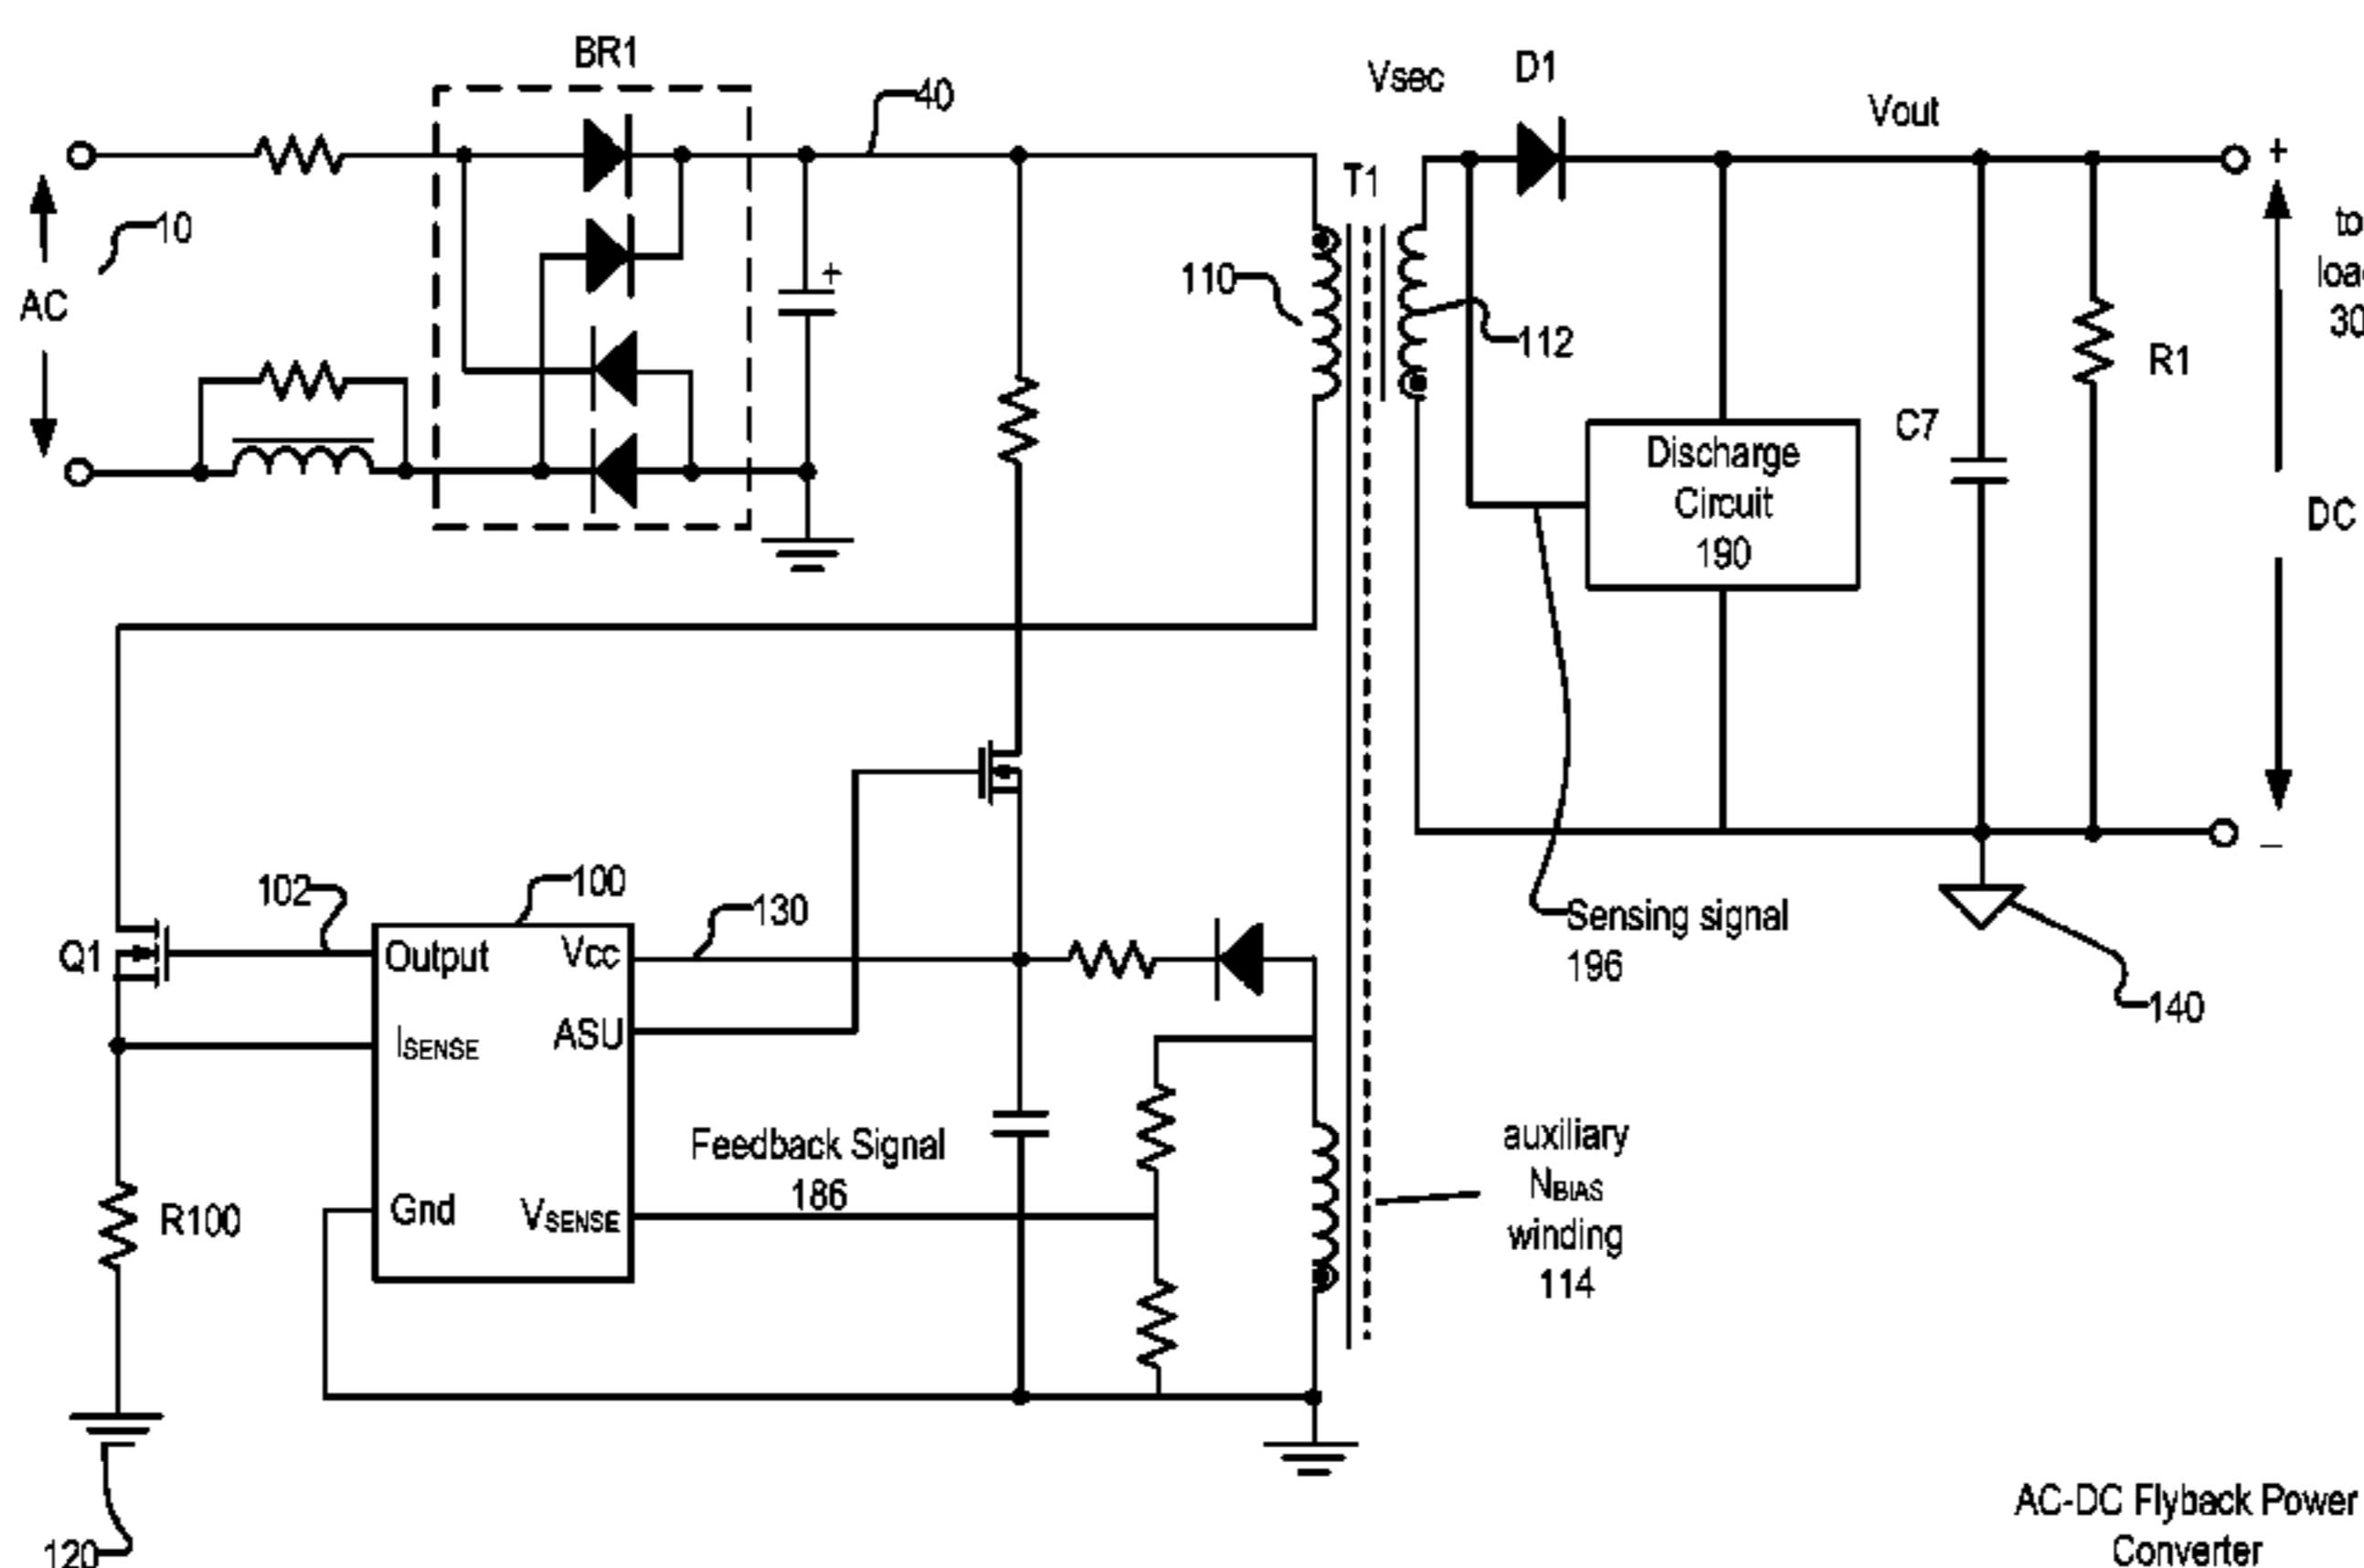 BR1
40
Vsec
D1
Vout
+
10
AC
+
T1
110
112
to
loa
30
R1
C7
Discharge
Circuit
190
DC
102
100
130
Q1
Output
Vcc
ISENSE
ASU
Gnd
VSENSE
Feedback Signal
186
R100
Sensing signal
196
–
140
auxiliary
NBIAS
winding
114
120
AC-DC Flyback Power
Converter